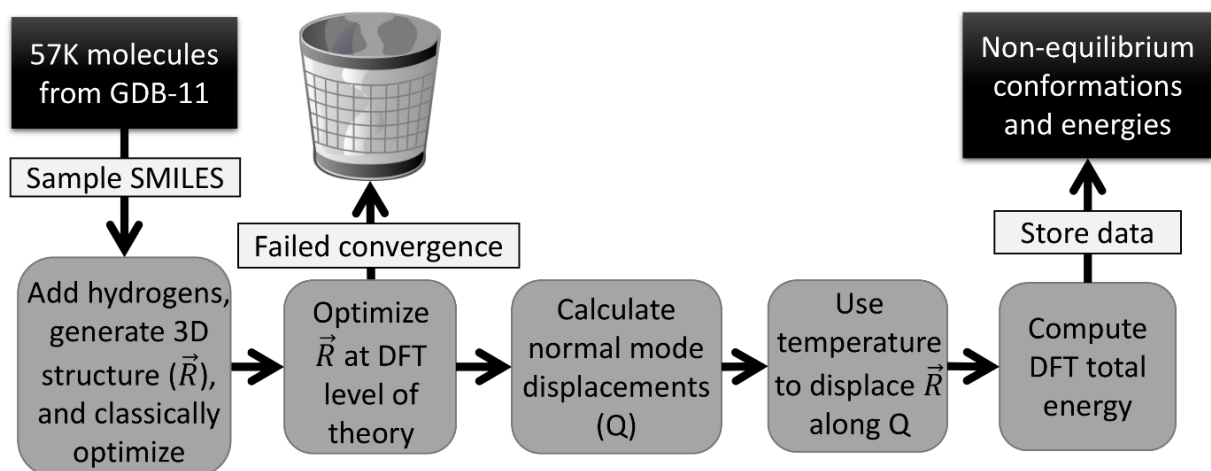 57K molecules
from GDB-11
Sample SMILES
Add hydrogens,
generate 3D
structure (R⃗),
and classically
optimize
Failed convergence
Optimize
R⃗ at DFT
level of
theory
Calculate
normal mode
displacements
(Q)
Use
temperature
to displace R⃗
along Q
Compute
DFT total
energy
Store data
Non-equilibrium
conformations
and energies